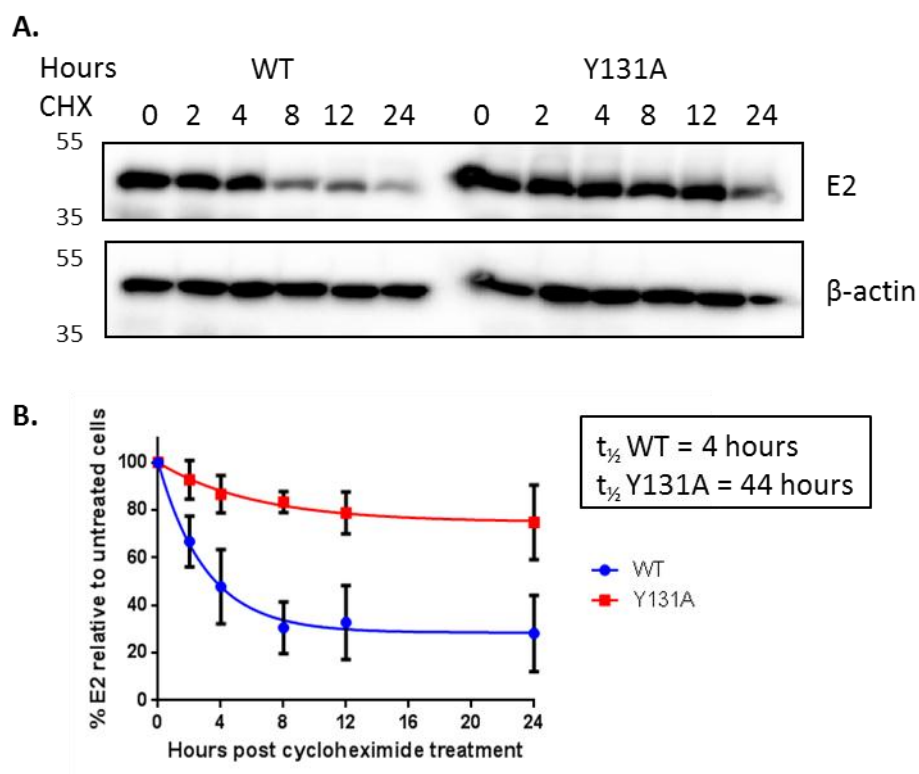 A.
Hours WT Y131A
CHX 0 2 4 8 12 24 0 2 4 8 12 24
55
E2
35
55
β-actin
35
B.
% E2 relative to untreated cells
100
80
60
40
20
0
0 4 8 12 16 20 24
Hours post cycloheximide treatment
t½ WT = 4 hours
t½ Y131A = 44 hours
WT
Y131A